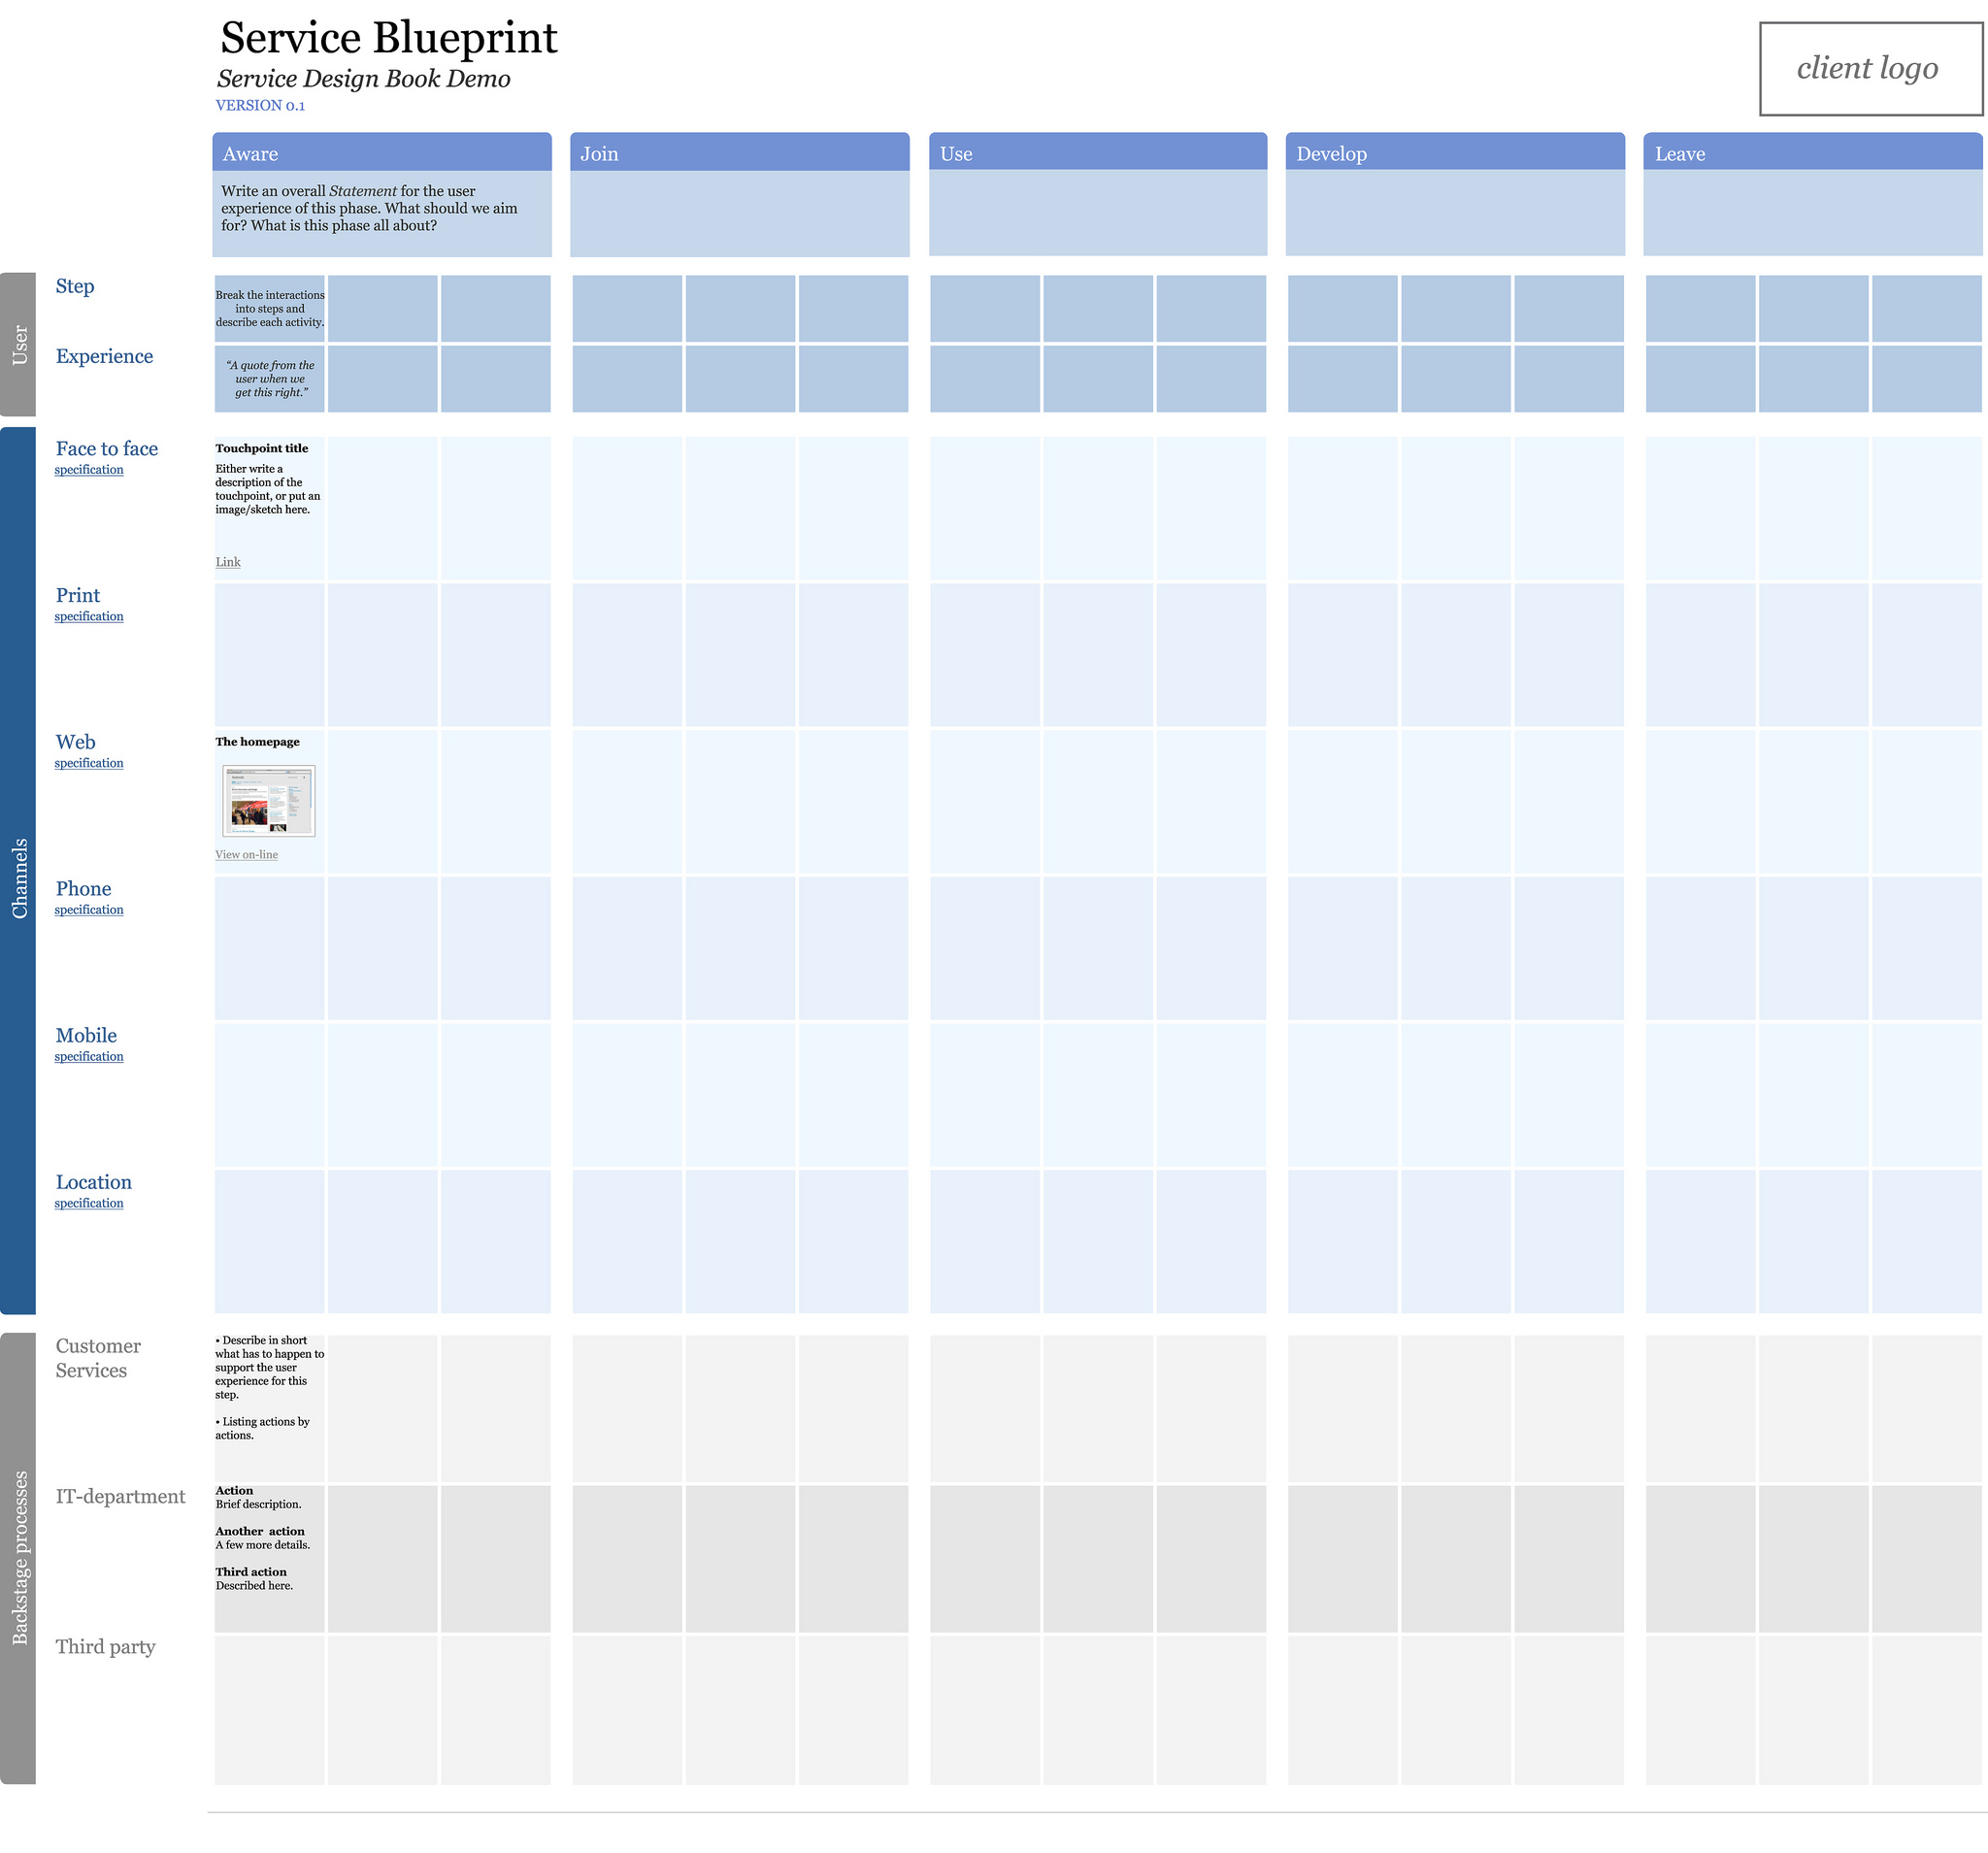 Service Blueprint
Service Design Book Demo
VERSION 0.1
client logo
Aware
Join
Use
Develop
Leave
Write an overall Statement for the user
experience of this phase. What should we aim
for? What is this phase all about?
User
Step
Break the interactions
into steps and
describe each activity.
Experience
“A quote from the
user when we
get this right.”
Channels
Face to face
specification
Touchpoint title
Either write a
description of the
touchpoint, or put an
image/sketch here.
Link
Print
specification
Web
specification
The homepage
View on-line
Phone
specification
Mobile
specification
Location
specification
Backstage processes
Customer
Services
• Describe in short
what has to happen to
support the user
experience for this
step.
• Listing actions by
actions.
IT-department
Action
Brief description.
Another  action
A few more details.
Third action
Described here.
Third party